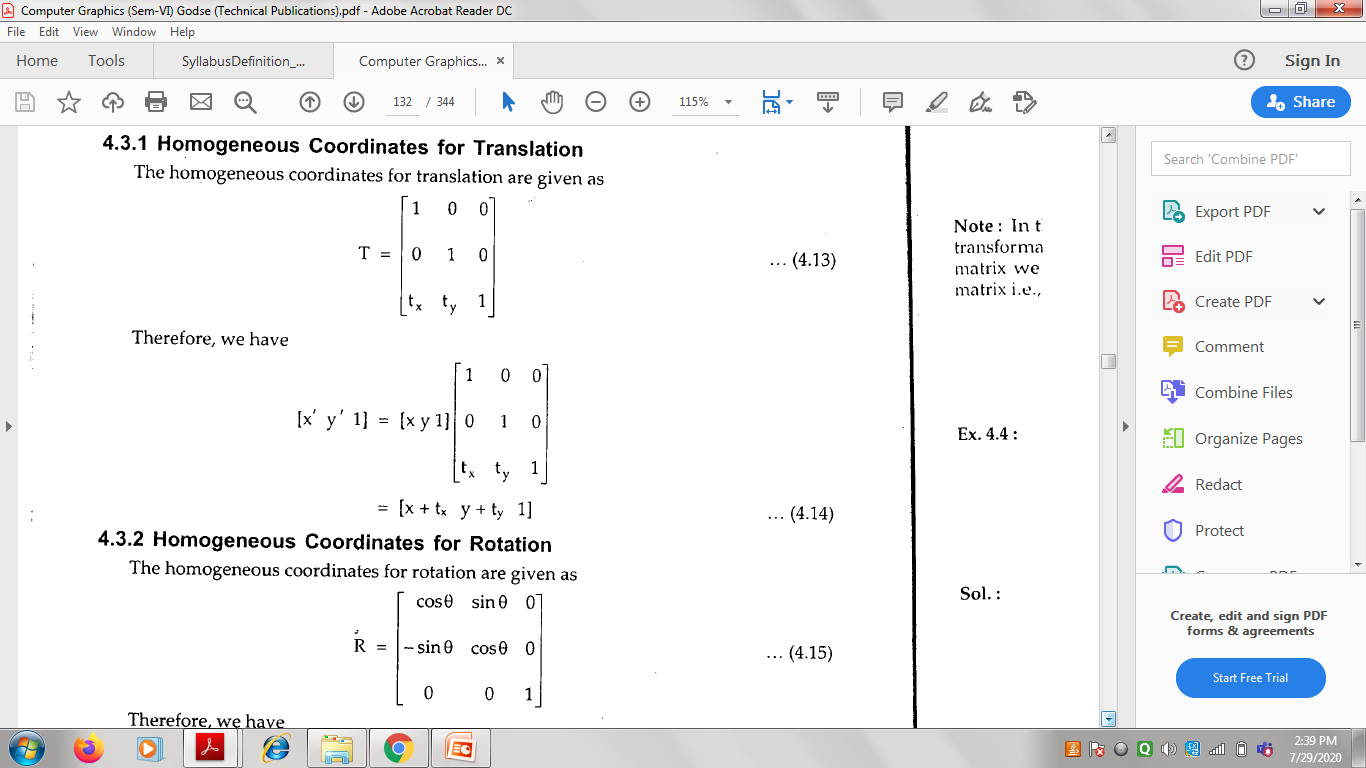 Computer Graphics (Sem-VI) Godse (Technical Publications).pdf - Adobe Acrobat Reader DC
File Edit View Window Help
Home Tools SyllabusDefinition_... Computer Graphics... × ? Sign In
132 / 344 115% Share
4.3.1 Homogeneous Coordinates for Translation
The homogeneous coordinates for translation are given as
1 0 0
T = 0 1 0 ... (4.13)
tx ty 1
Therefore, we have
1 0 0
[x′ y′ 1] = [x y 1] 0 1 0
tx ty 1
= [x + tx y + ty 1] ... (4.14)
4.3.2 Homogeneous Coordinates for Rotation
The homogeneous coordinates for rotation are given as
cosθ sinθ 0
R = −sinθ cosθ 0 ... (4.15)
0 0 1
Therefore, we have
Note : In t
transforma
matrix we
matrix i.e.,
Ex. 4.4 :
Sol. :
Search 'Combine PDF'
Export PDF
Edit PDF
Create PDF
Comment
Combine Files
Organize Pages
Redact
Protect
Create, edit and sign PDF
forms & agreements
Start Free Trial
2:39 PM
7/29/2020